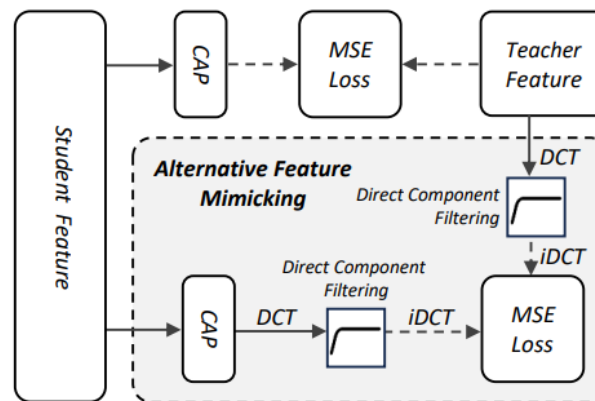 Student Feature
CAP
MSE
Loss
Teacher
Feature
Alternative Feature
Mimicking
DCT
Direct Component
Filtering
iDCT
Direct Component
Filtering
CAP
DCT
iDCT
MSE
Loss